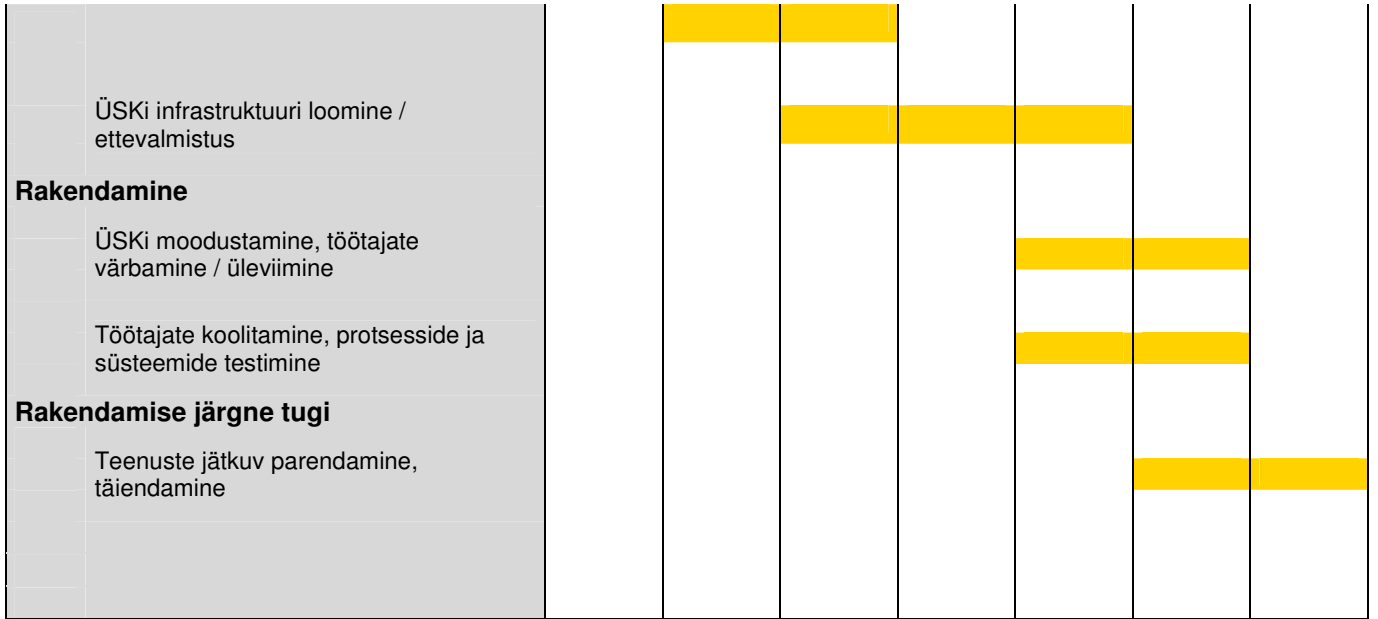 ÜSKi infrastruktuuri loomine /
ettevalmistus
Rakendamine
ÜSKi moodustamine, töötajate
värbamine / üleviimine
Töötajate koolitamine, protsesside ja
süsteemide testimine
Rakendamise järgne tugi
Teenuste jätkuv parendamine,
täiendamine